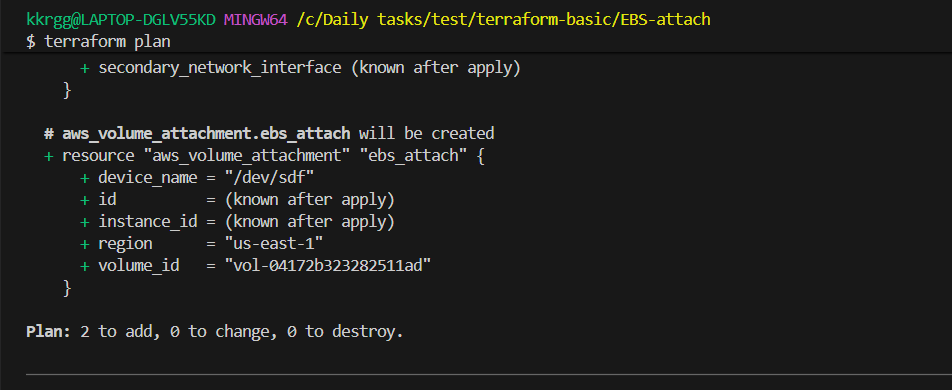 kkrgg@LAPTOP-DGLV55KD MINGW64 /c/Daily tasks/test/terraform-basic/EBS-attach
$ terraform plan
+ secondary_network_interface (known after apply)
}
# aws_volume_attachment.ebs_attach will be created
+ resource "aws_volume_attachment" "ebs_attach" {
+ device_name = "/dev/sdf"
+ id          = (known after apply)
+ instance_id = (known after apply)
+ region      = "us-east-1"
+ volume_id   = "vol-04172b323282511ad"
}
Plan: 2 to add, 0 to change, 0 to destroy.